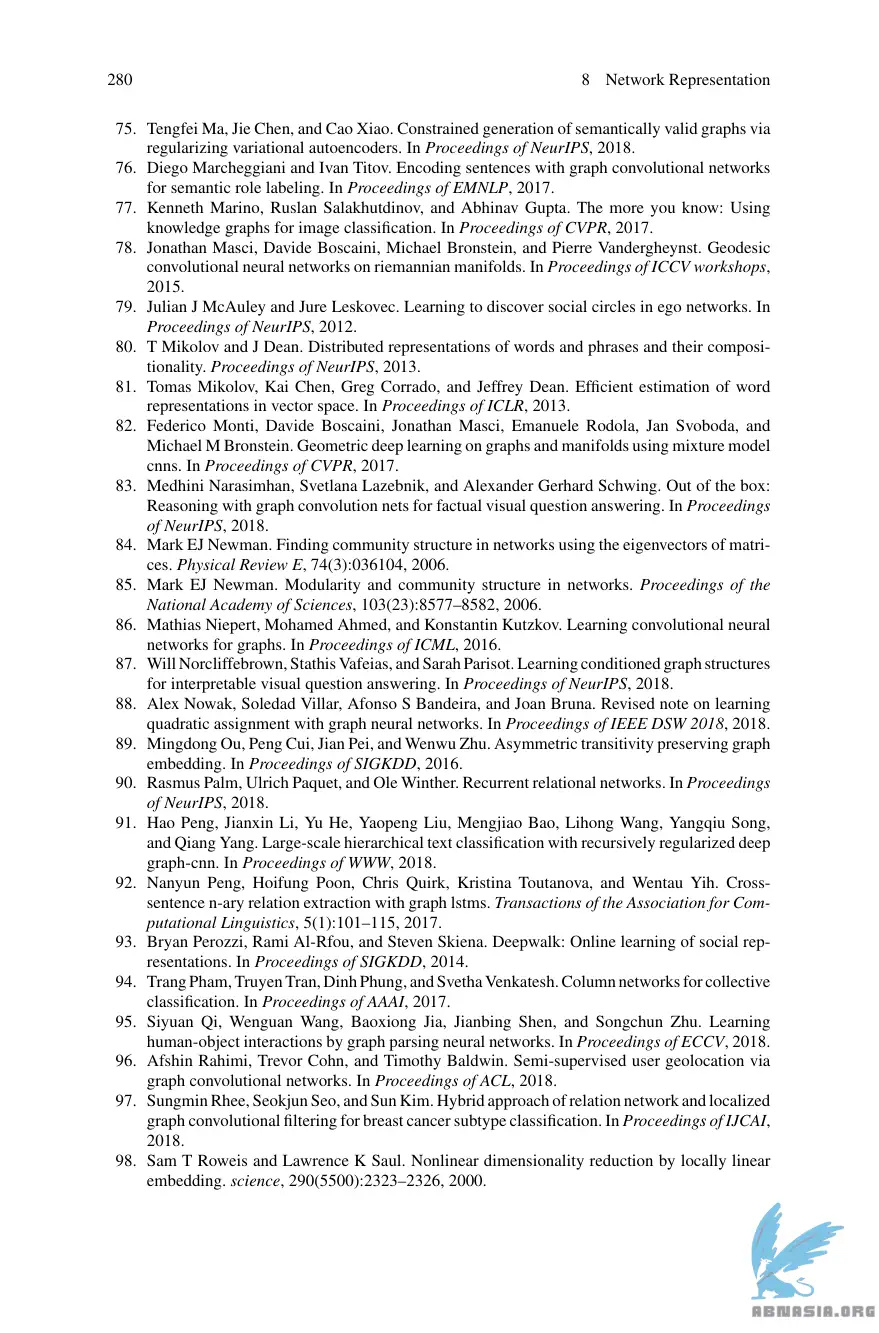 280 8 Network Representation
75. Tengfei Ma, Jie Chen, and Cao Xiao. Constrained generation of semantically valid graphs via
regularizing variational autoencoders. In Proceedings of NeurIPS, 2018.
76. Diego Marcheggiani and Ivan Titov. Encoding sentences with graph convolutional networks
for semantic role labeling. In Proceedings of EMNLP, 2017.
77. Kenneth Marino, Ruslan Salakhutdinov, and Abhinav Gupta. The more you know: Using
knowledge graphs for image classification. In Proceedings of CVPR, 2017.
78. Jonathan Masci, Davide Boscaini, Michael Bronstein, and Pierre Vandergheynst. Geodesic
convolutional neural networks on riemannian manifolds. In Proceedings of ICCV workshops,
2015.
79. Julian J McAuley and Jure Leskovec. Learning to discover social circles in ego networks. In
Proceedings of NeurIPS, 2012.
80. T Mikolov and J Dean. Distributed representations of words and phrases and their composi-
tionality. Proceedings of NeurIPS, 2013.
81. Tomas Mikolov, Kai Chen, Greg Corrado, and Jeffrey Dean. Efficient estimation of word
representations in vector space. In Proceedings of ICLR, 2013.
82. Federico Monti, Davide Boscaini, Jonathan Masci, Emanuele Rodola, Jan Svoboda, and
Michael M Bronstein. Geometric deep learning on graphs and manifolds using mixture model
cnns. In Proceedings of CVPR, 2017.
83. Medhini Narasimhan, Svetlana Lazebnik, and Alexander Gerhard Schwing. Out of the box:
Reasoning with graph convolution nets for factual visual question answering. In Proceedings
of NeurIPS, 2018.
84. Mark EJ Newman. Finding community structure in networks using the eigenvectors of matri-
ces. Physical Review E, 74(3):036104, 2006.
85. Mark EJ Newman. Modularity and community structure in networks. Proceedings of the
National Academy of Sciences, 103(23):8577–8582, 2006.
86. Mathias Niepert, Mohamed Ahmed, and Konstantin Kutzkov. Learning convolutional neural
networks for graphs. In Proceedings of ICML, 2016.
87. Will Norcliffebrown, Stathis Vafeias, and Sarah Parisot. Learning conditioned graph structures
for interpretable visual question answering. In Proceedings of NeurIPS, 2018.
88. Alex Nowak, Soledad Villar, Afonso S Bandeira, and Joan Bruna. Revised note on learning
quadratic assignment with graph neural networks. In Proceedings of IEEE DSW 2018, 2018.
89. Mingdong Ou, Peng Cui, Jian Pei, and Wenwu Zhu. Asymmetric transitivity preserving graph
embedding. In Proceedings of SIGKDD, 2016.
90. Rasmus Palm, Ulrich Paquet, and Ole Winther. Recurrent relational networks. In Proceedings
of NeurIPS, 2018.
91. Hao Peng, Jianxin Li, Yu He, Yaopeng Liu, Mengjiao Bao, Lihong Wang, Yangqiu Song,
and Qiang Yang. Large-scale hierarchical text classification with recursively regularized deep
graph-cnn. In Proceedings of WWW, 2018.
92. Nanyun Peng, Hoifung Poon, Chris Quirk, Kristina Toutanova, and Wentau Yih. Cross-
sentence n-ary relation extraction with graph lstms. Transactions of the Association for Com-
putational Linguistics, 5(1):101–115, 2017.
93. Bryan Perozzi, Rami Al-Rfou, and Steven Skiena. Deepwalk: Online learning of social rep-
resentations. In Proceedings of SIGKDD, 2014.
94. Trang Pham, Truyen Tran, Dinh Phung, and Svetha Venkatesh. Column networks for collective
classification. In Proceedings of AAAI, 2017.
95. Siyuan Qi, Wenguan Wang, Baoxiong Jia, Jianbing Shen, and Songchun Zhu. Learning
human-object interactions by graph parsing neural networks. In Proceedings of ECCV, 2018.
96. Afshin Rahimi, Trevor Cohn, and Timothy Baldwin. Semi-supervised user geolocation via
graph convolutional networks. In Proceedings of ACL, 2018.
97. Sungmin Rhee, Seokjun Seo, and Sun Kim. Hybrid approach of relation network and localized
graph convolutional filtering for breast cancer subtype classification. In Proceedings of IJCAI,
2018.
98. Sam T Roweis and Lawrence K Saul. Nonlinear dimensionality reduction by locally linear
embedding. science, 290(5500):2323–2326, 2000.
ABNASIA.ORG